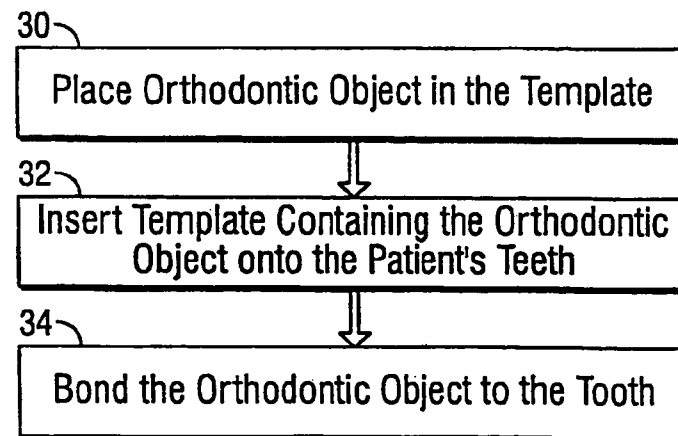 30
Place Orthodontic Object in the Template
32
Insert Template Containing the Orthodontic
Object onto the Patient's Teeth
34
Bond the Orthodontic Object to the Tooth